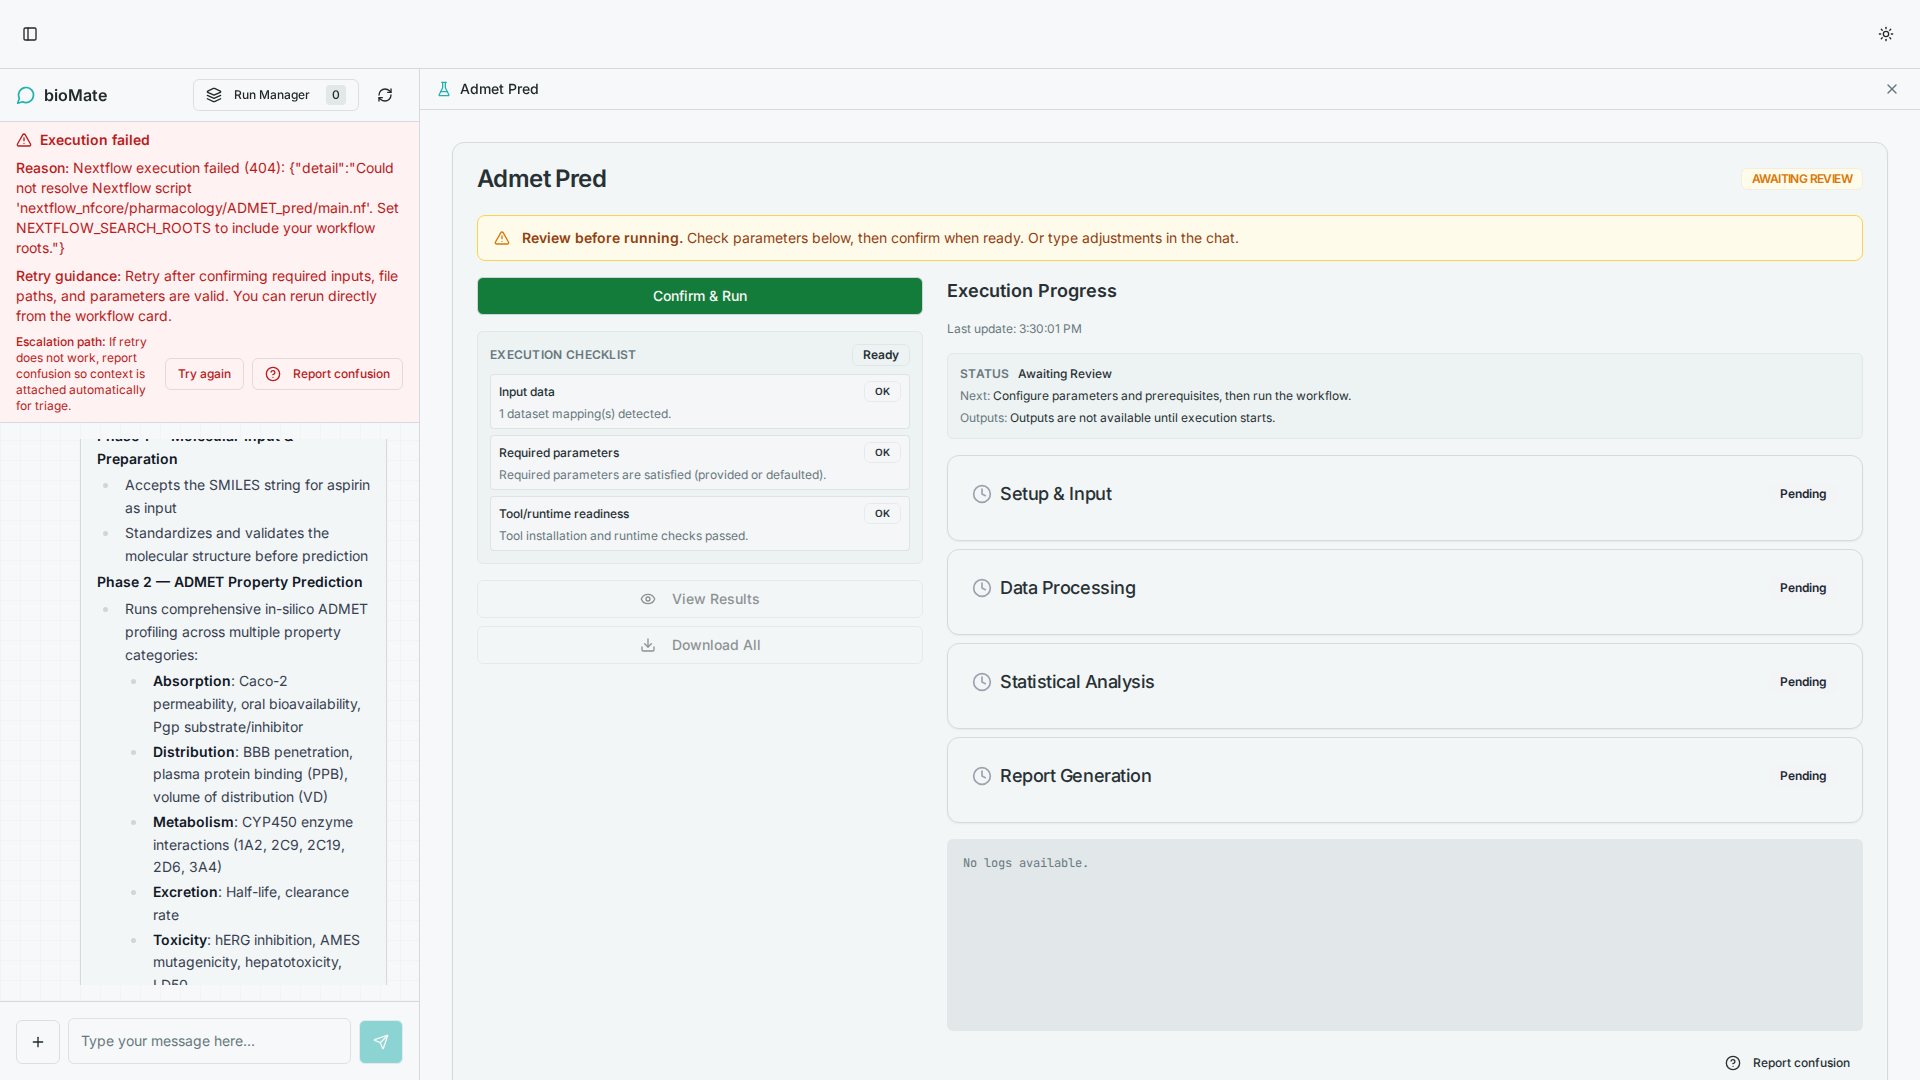 bioMate
Run Manager 0
Execution failed
Reason: Nextflow execution failed (404): {"detail":"Could
not resolve Nextflow script
'nextflow_nfcore/pharmacology/ADMET_pred/main.nf'. Set
NEXTFLOW_SEARCH_ROOTS to include your workflow
roots."}
Retry guidance: Retry after confirming required inputs, file
paths, and parameters are valid. You can rerun directly
from the workflow card.
Escalation path: If retry
does not work, report
confusion so context is
attached automatically
for triage.
Try again
Report confusion
Phase 1 — Molecular Input &
Preparation
Accepts the SMILES string for aspirin
as input
Standardizes and validates the
molecular structure before prediction
Phase 2 — ADMET Property Prediction
Runs comprehensive in-silico ADMET
profiling across multiple property
categories:
Absorption: Caco-2
permeability, oral bioavailability,
Pgp substrate/inhibitor
Distribution: BBB penetration,
plasma protein binding (PPB),
volume of distribution (VD)
Metabolism: CYP450 enzyme
interactions (1A2, 2C9, 2C19,
2D6, 3A4)
Excretion: Half-life, clearance
rate
Toxicity: hERG inhibition, AMES
mutagenicity, hepatotoxicity,
LD50
Type your message here...
Admet Pred
Admet Pred
AWAITING REVIEW
Review before running. Check parameters below, then confirm when ready. Or type adjustments in the chat.
Confirm & Run
EXECUTION CHECKLIST
Ready
Input data
OK
1 dataset mapping(s) detected.
Required parameters
OK
Required parameters are satisfied (provided or defaulted).
Tool/runtime readiness
OK
Tool installation and runtime checks passed.
View Results
Download All
Execution Progress
Last update: 3:30:01 PM
STATUS Awaiting Review
Next: Configure parameters and prerequisites, then run the workflow.
Outputs: Outputs are not available until execution starts.
Setup & Input
Pending
Data Processing
Pending
Statistical Analysis
Pending
Report Generation
Pending
No logs available.
Report confusion